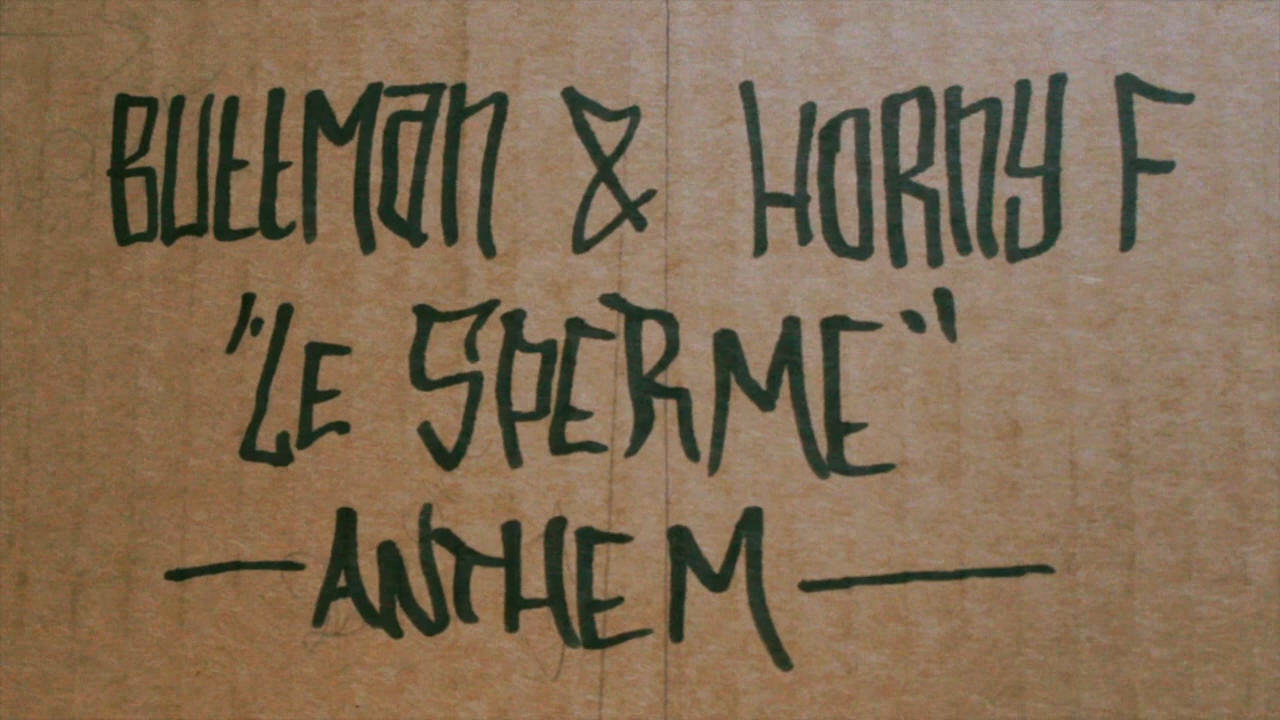 BUttMan & HORNY F
"LE SPERME"
— ANTHEM —